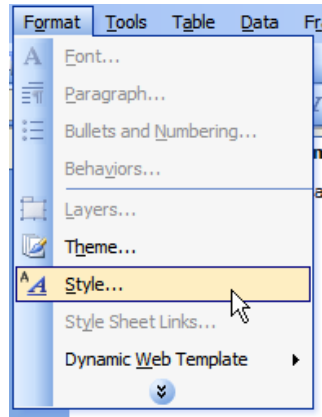 Format Tools Table Data Fr
Font...
Paragraph...
Bullets and Numbering...
Behaviors...
Layers...
Theme...
Style...
Style Sheet Links...
Dynamic Web Template